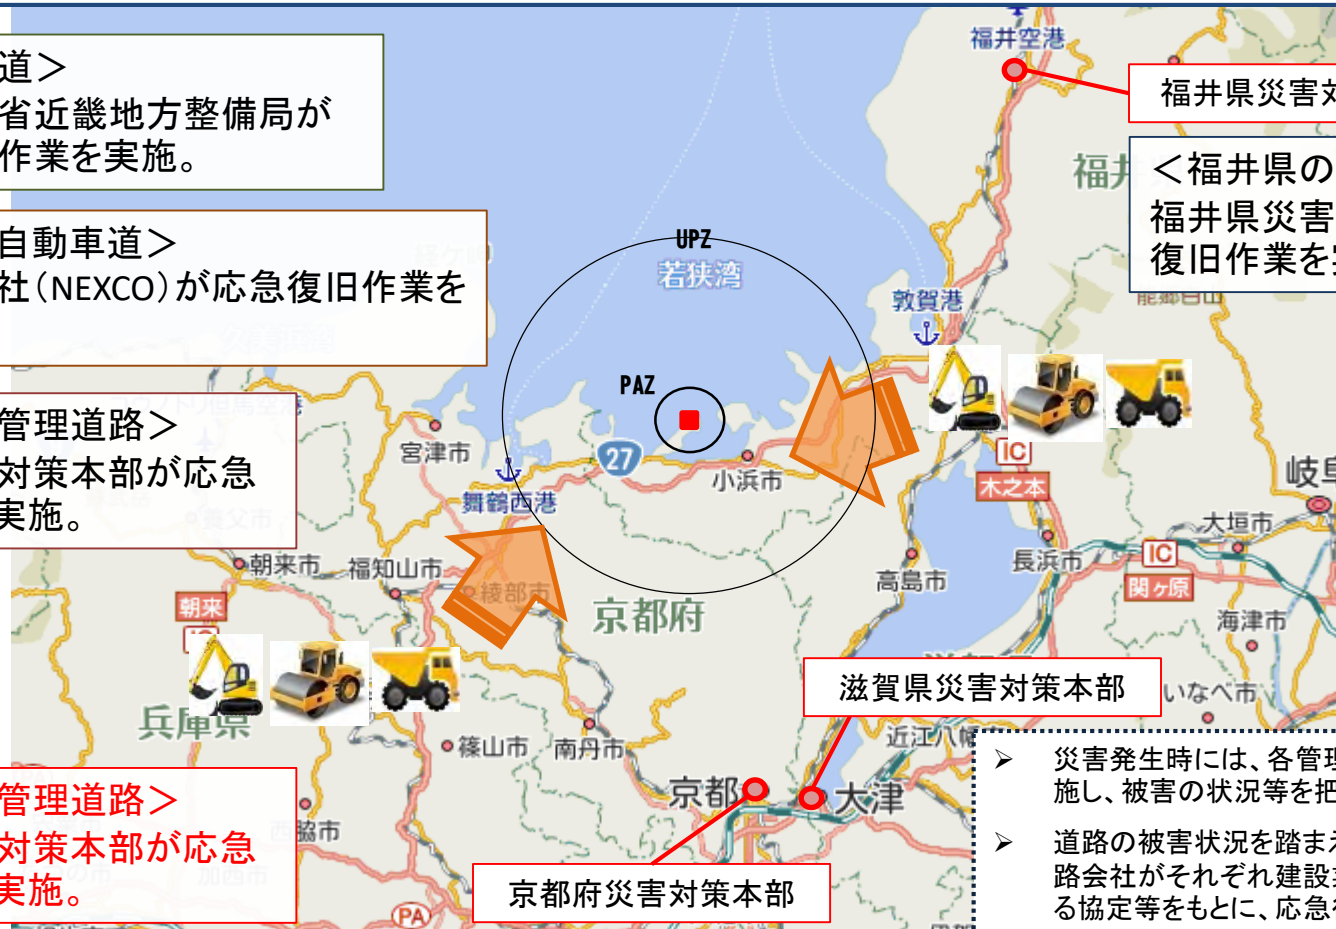 道＞
省近畿地方整備局が
作業を実施。
自動車道＞
社(NEXCO)が応急復旧作業を
管理道路＞
対策本部が応急
実施。
管理道路＞
対策本部が応急
実施。
福井空港
福井県災害対
福井
＜福井県の
福井県災害
復旧作業を実
能郷白山
UPZ
若狭湾
敦賀港
PAZ
27
小浜市
宮津市
舞鶴西港
IC
木之本
岐阜
大垣市
長浜市
IC
関ヶ原
高島市
海津市
朝来市
福知山市
綾部市
京都府
朝来
兵庫県
滋賀県災害対策本部
いなべ市
近江八幡
篠山市
南丹市
京都
大津
西脇市
加西市
京都府災害対策本部
PA
➢ 災害発生時には、各管理
施し、被害の状況等を把
➢ 道路の被害状況を踏まえ
路会社がそれぞれ建設業
る協定等をもとに、応急復